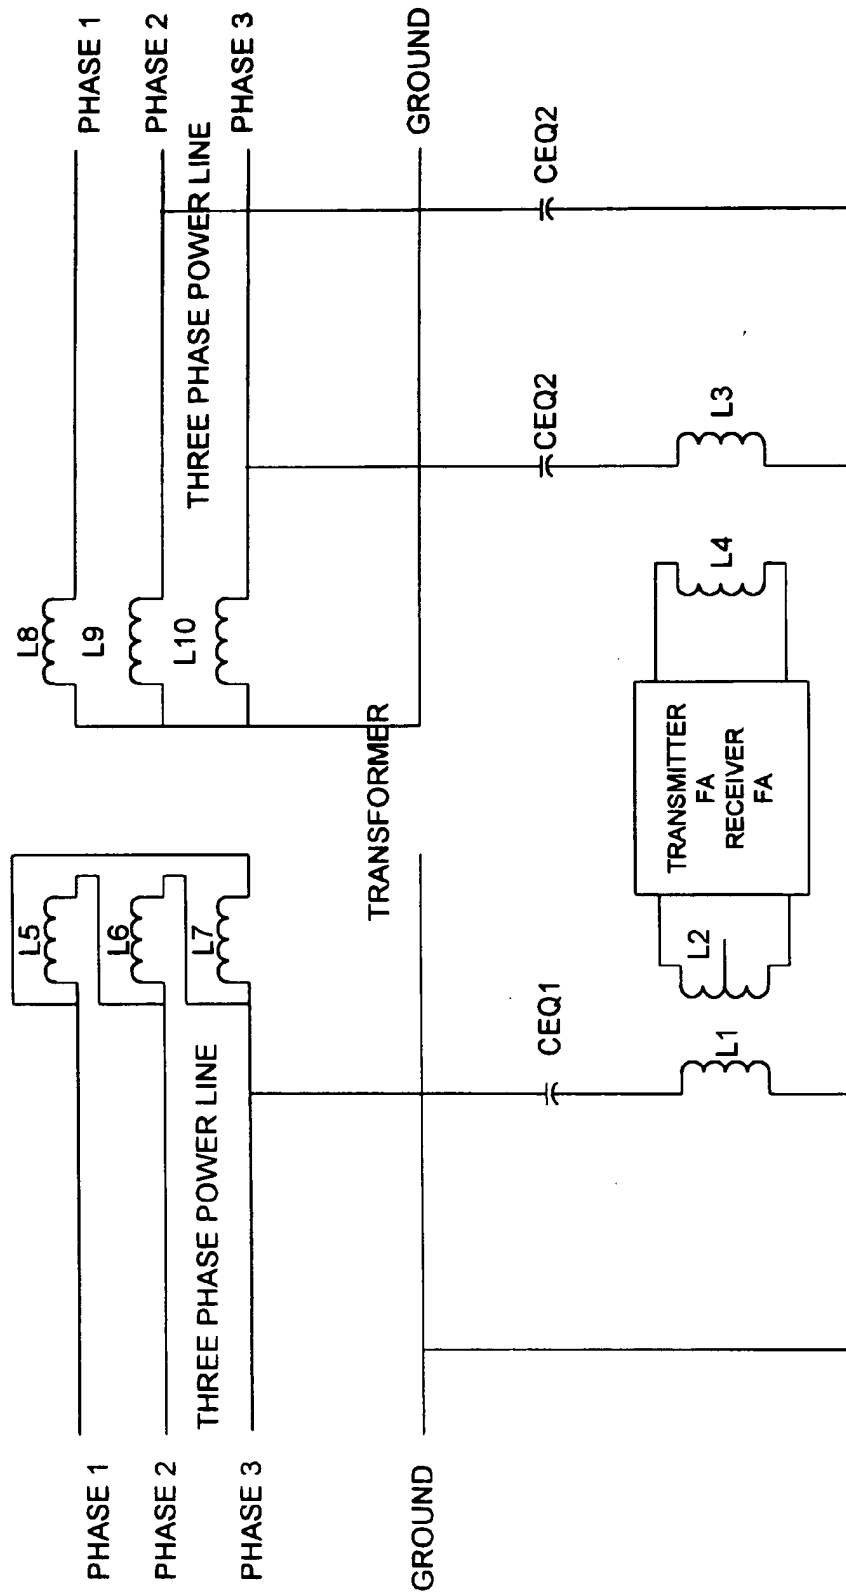 PHASE 1
PHASE 2
PHASE 3
GROUND
THREE PHASE POWER LINE
L5
L6
L7
TRANSFORMER
L8
L9
L10
THREE PHASE POWER LINE
PHASE 1
PHASE 2
PHASE 3
GROUND
CEQ1
CEQ2
CEQ2
L1
L2
TRANSMITTER
FA
RECEIVER
FA
L4
L3